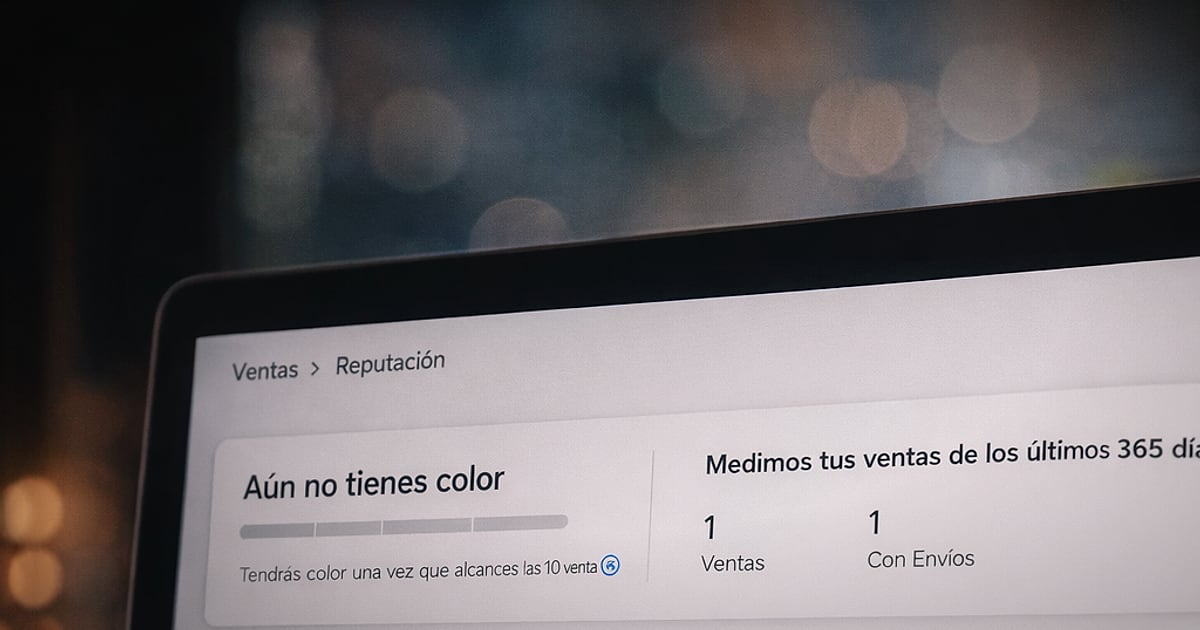 Ventas > Reputación
Aún no tienes color
Tendrás color una vez que alcances las 10 venta
Medimos tus ventas de los últimos 365 
1
Ventas
1
Con Envíos